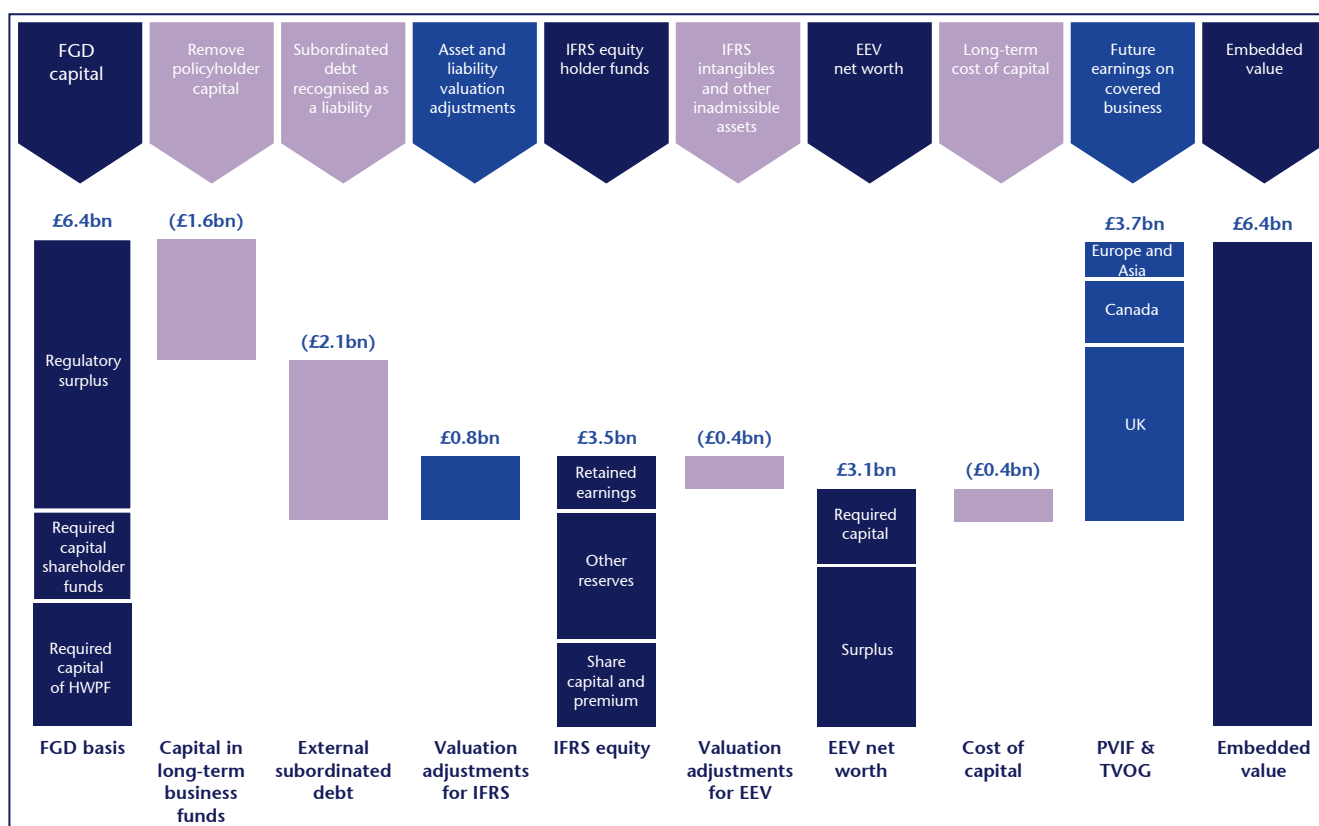 FGD
capital
Remove
policyholder
capital
Subordinated
debt
recognised as
a liability
Asset and
liability
valuation
adjustments
IFRS equity
holder funds
IFRS
intangibles
and other
inadmissible
assets
EEV
net worth
Long-term
cost of capital
Future
earnings on
covered
business
Embedded
value
£6.4bn
Regulatory
surplus
Required
capital
shareholder
funds
Required
capital
of HWPF
(£1.6bn)
(£2.1bn)
£0.8bn
£3.5bn
Retained
earnings
Other
reserves
Share
capital and
premium
(£0.4bn)
£3.1bn
Required
capital
Surplus
(£0.4bn)
£3.7bn
Europe and
Asia
Canada
UK
£6.4bn
FGD basis
Capital in
long-term
business
funds
External
subordinated
debt
Valuation
adjustments
for IFRS
IFRS equity
Valuation
adjustments
for EEV
EEV net
worth
Cost of
capital
PVIF &
TVOG
Embedded
value